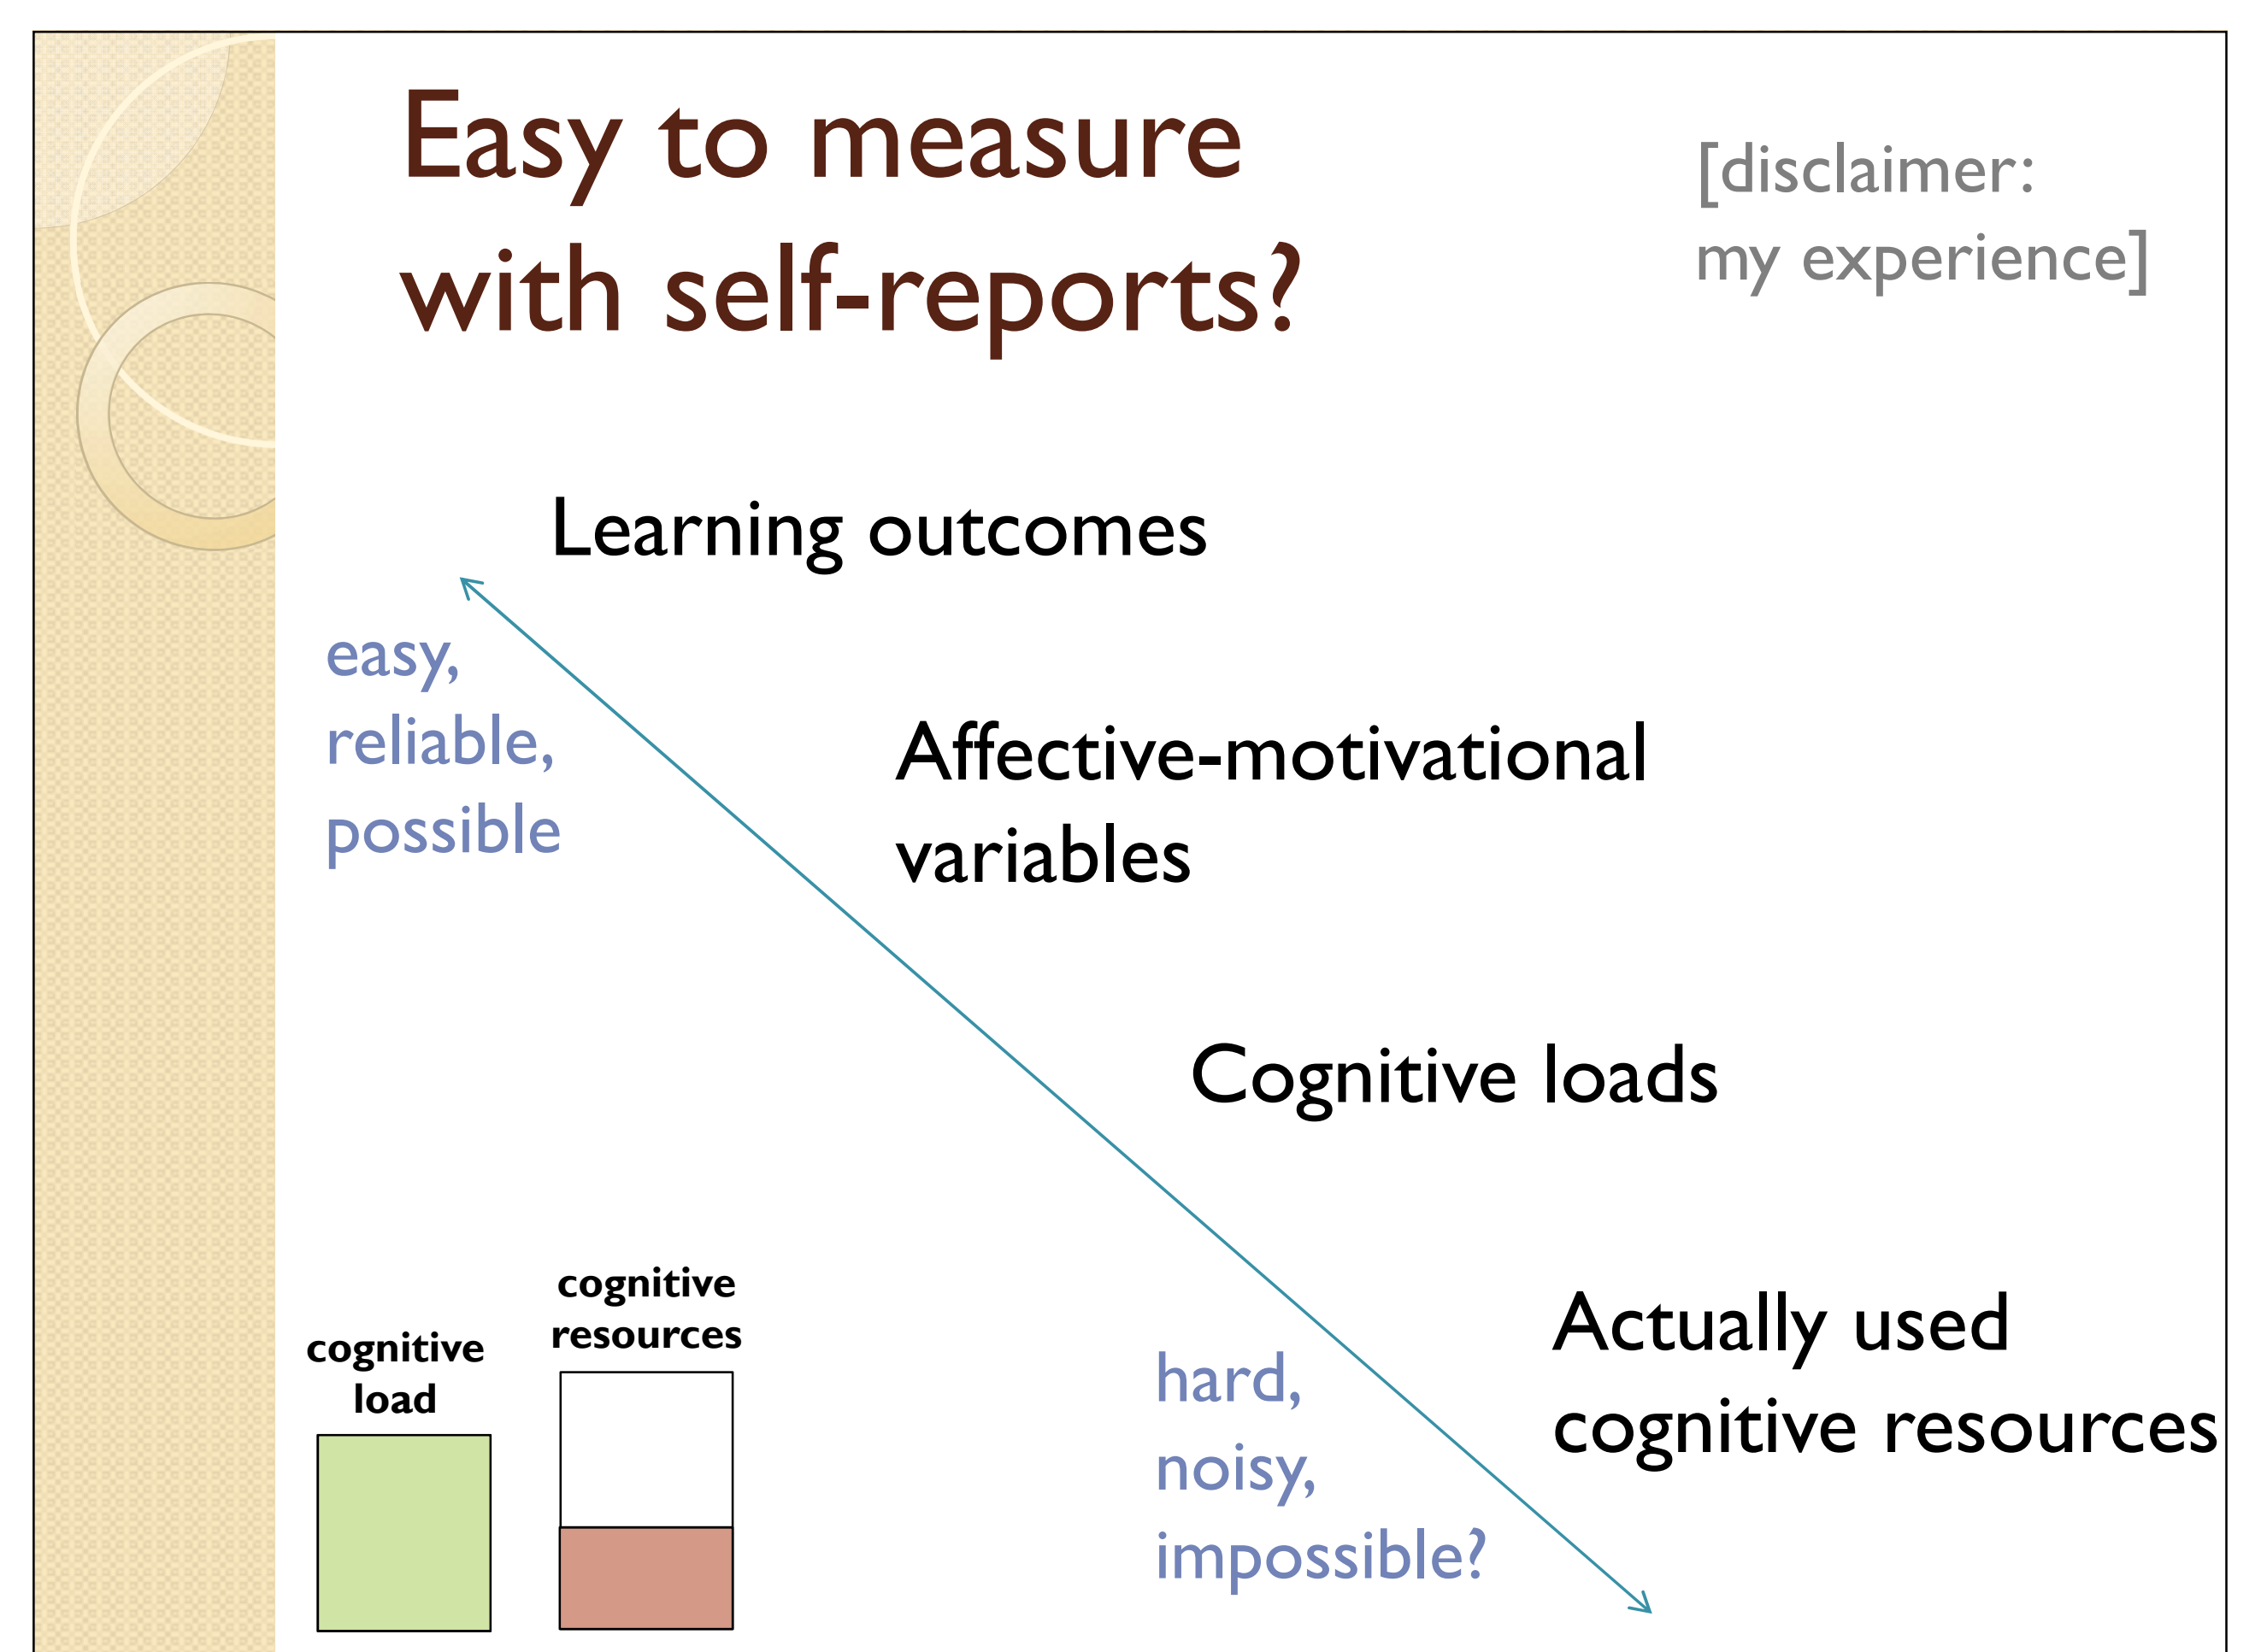 Easy to measure
with self-reports?
[disclaimer:
my experience]
Learning outcomes
easy,
reliable,
possible
Affective-motivational
variables
Cognitive loads
cognitive
load
cognitive
resources
hard,
noisy,
impossible?
Actually used
cognitive resources